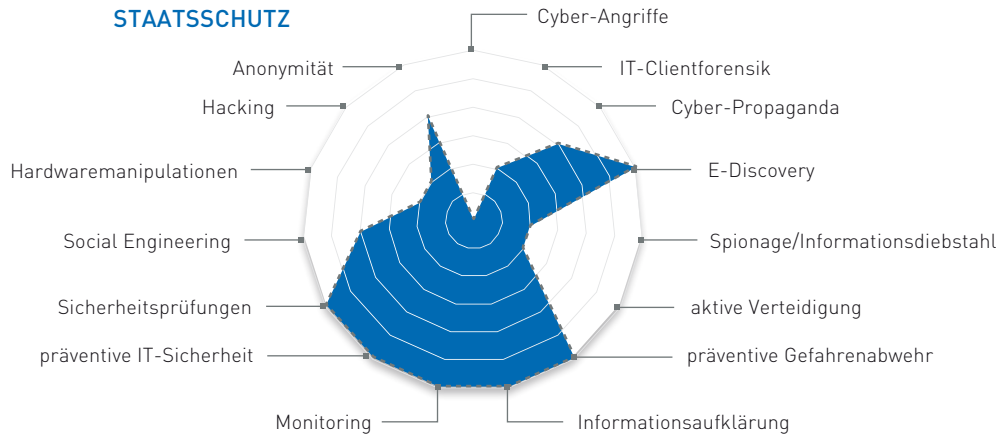 STAATSSCHUTZ
Cyber-Angriffe
Anonymität
IT-Clientforensik
Hacking
Cyber-Propaganda
Hardwaremanipulationen
E-Discovery
Social Engineering
Spionage/Informationsdiebstahl
Sicherheitsprüfungen
aktive Verteidigung
präventive IT-Sicherheit
präventive Gefahrenabwehr
Monitoring
Informationsaufklärung